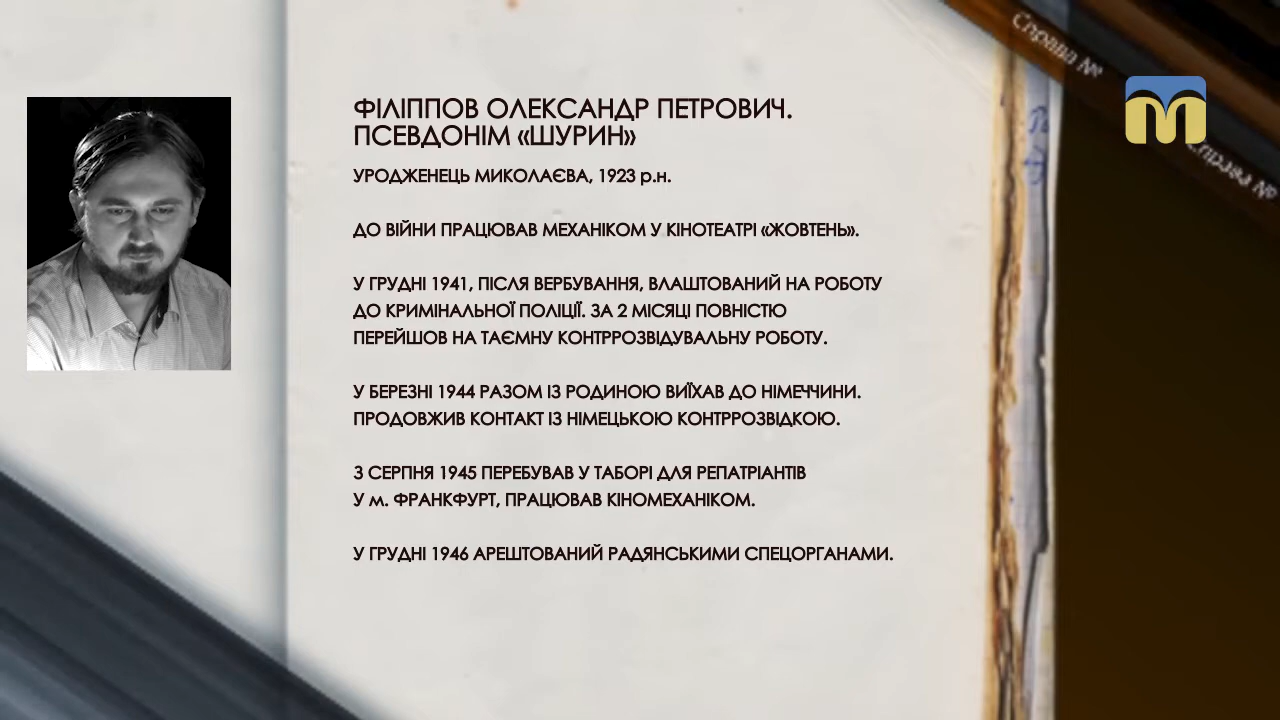 Справа №
ФІЛІППОВ ОЛЕКСАНДР ПЕТРОВИЧ.
ПСЕВДОНІМ «ШУРИН»
УРОДЖЕНЕЦЬ МИКОЛАЄВА, 1923 р.н.
ДО ВІЙНИ ПРАЦЮВАВ МЕХАНІКОМ У КІНОТЕАТРІ «ЖОВТЕНЬ».
У ГРУДНІ 1941, ПІСЛЯ ВЕРБУВАННЯ, ВЛАШТОВАНИЙ НА РОБОТУ
ДО КРИМІНАЛЬНОЇ ПОЛІЦІЇ. ЗА 2 МІСЯЦІ ПОВНІСТЮ
ПЕРЕЙШОВ НА ТАЄМНУ КОНТРРОЗВІДУВАЛЬНУ РОБОТУ.
У БЕРЕЗНІ 1944 РАЗОМ ІЗ РОДИНОЮ ВИЇХАВ ДО НІМЕЧЧИНИ.
ПРОДОВЖИВ КОНТАКТ ІЗ НІМЕЦЬКОЮ КОНТРРОЗВІДКОЮ.
З СЕРПНЯ 1945 ПЕРЕБУВАВ У ТАБОРІ ДЛЯ РЕПАТРІАНТІВ
У м. ФРАНКФУРТ, ПРАЦЮВАВ КІНОМЕХАНІКОМ.
У ГРУДНІ 1946 АРЕШТОВАНИЙ РАДЯНСЬКИМИ СПЕЦОРГАНАМИ.
Справа №